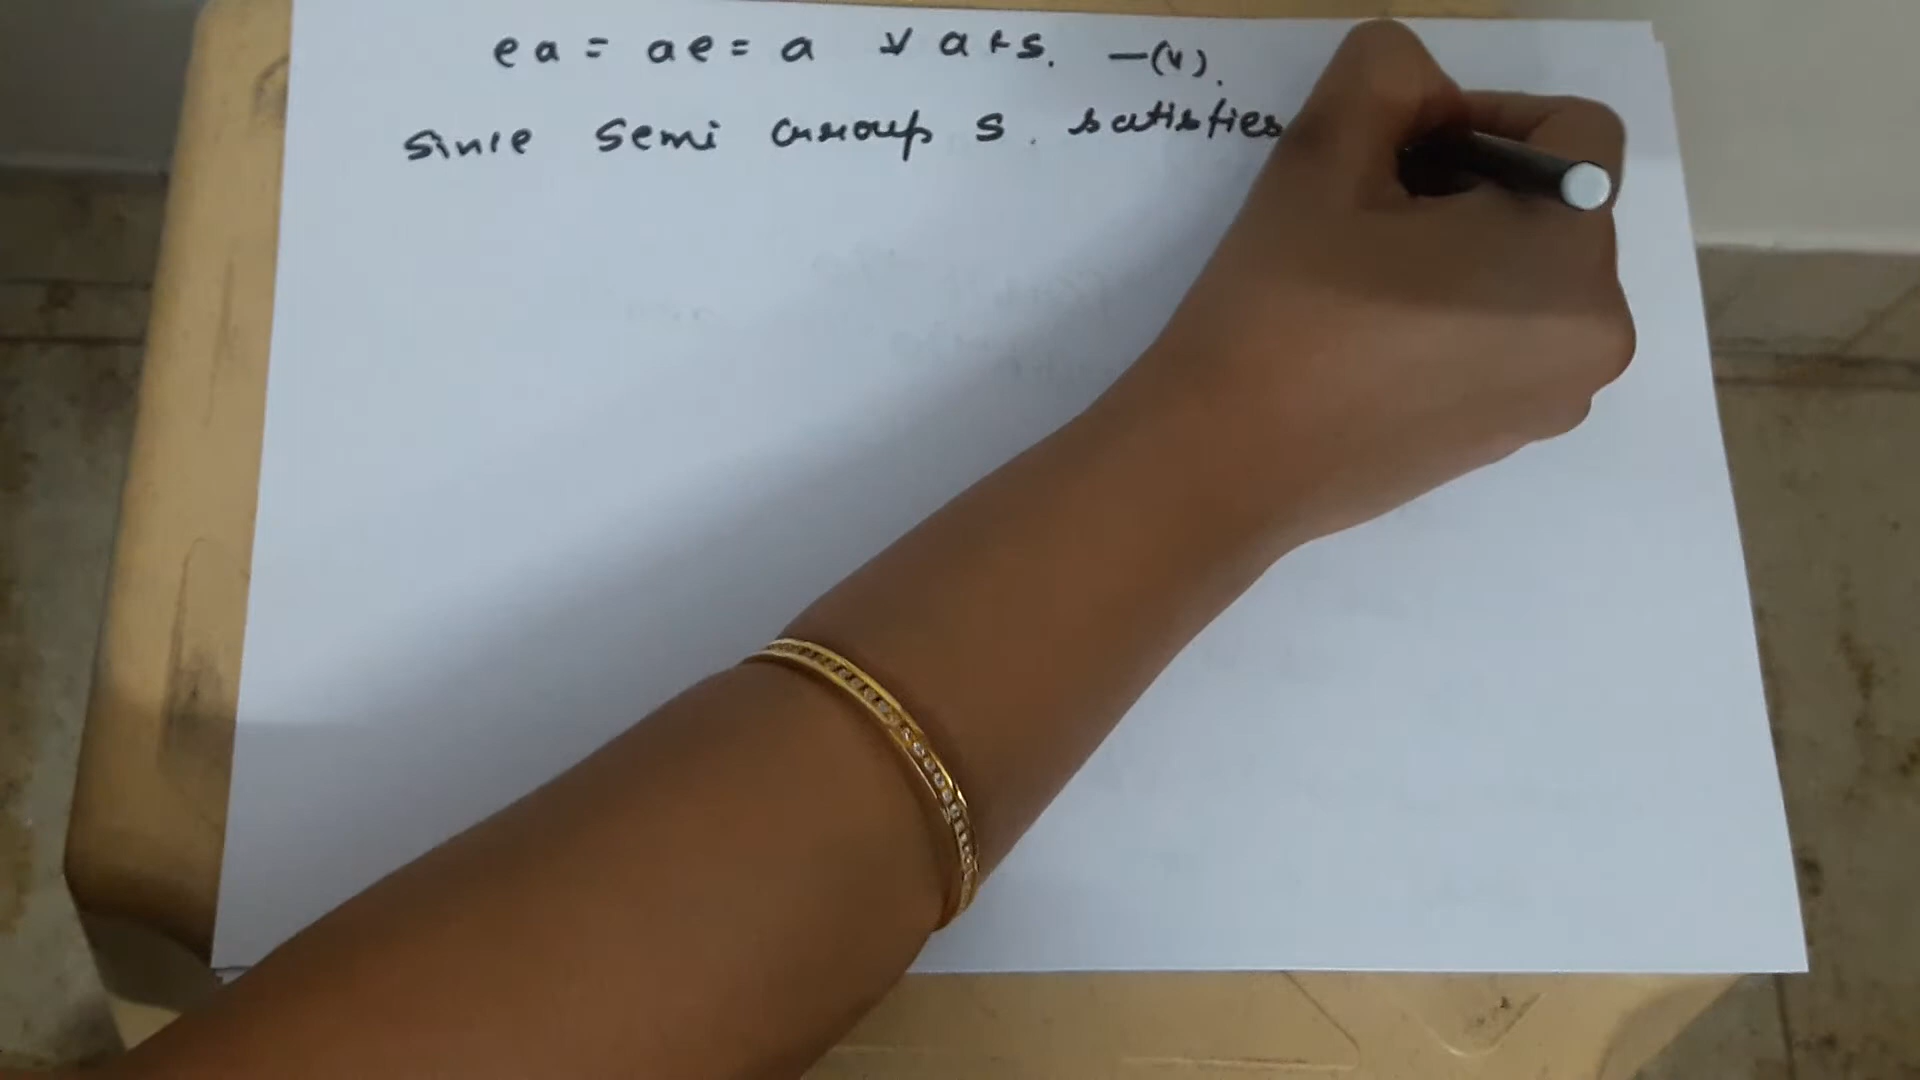 ea = ae = a ∀ a ∈ s. —(v).
Since Semi Group S. satisfies